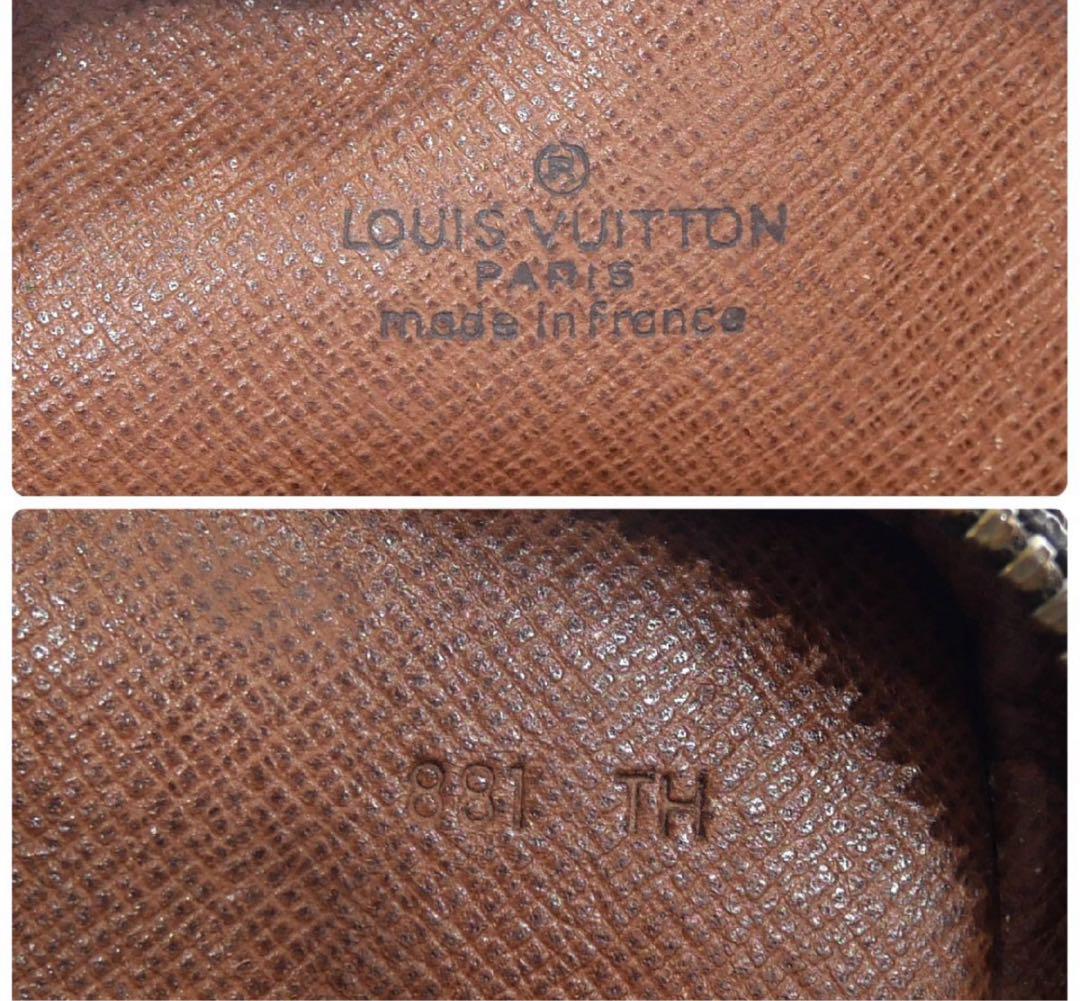 ®
LOUIS VUITTON
PARIS
made in france
881 TH